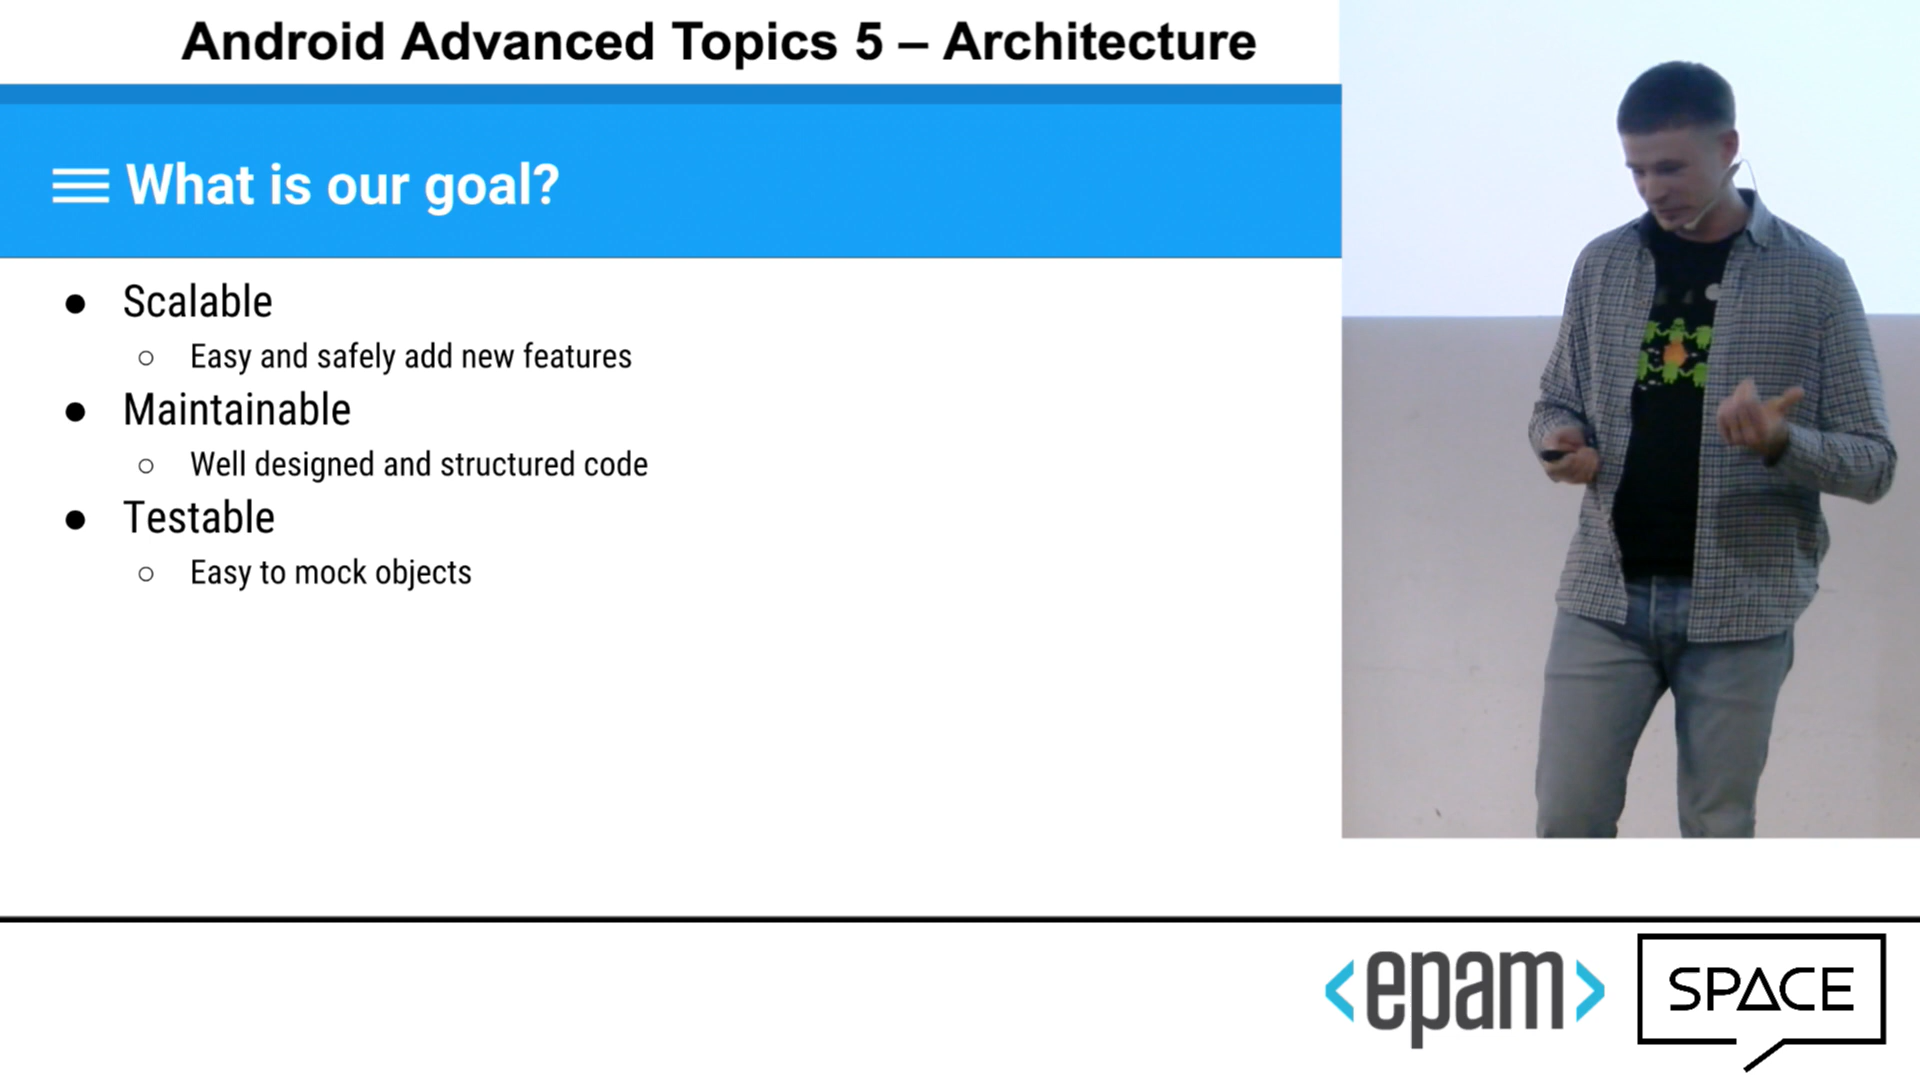 Android Advanced Topics 5 – Architecture
What is our goal?
● Scalable
○ Easy and safely add new features
● Maintainable
○ Well designed and structured code
● Testable
○ Easy to mock objects
<epam>
SPACE